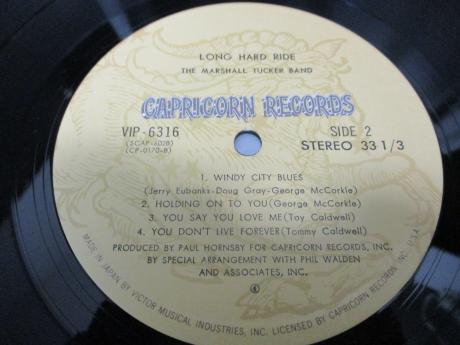 LONG HARD RIDE
THE MARSHALL TUCKER BAND
CAPRICORN RECORDS
VIP-6316
(SCAP-6028)
(CP-0170-B)
SIDE 2
STEREO 33 1/3
1. WINDY CITY BLUES
(Jerry Eubanks-Doug Gray-George McCorkle)
2. HOLDING ON TO YOU(George McCorkle)
3. YOU SAY YOU LOVE ME(Toy Caldwell)
4. YOU DON'T LIVE FOREVER(Tommy Caldwell)
PRODUCED BY PAUL HORNSBY FOR CAPRICORN RECORDS, INC.
BY SPECIAL ARRANGEMENT WITH PHIL WALDEN
AND ASSOCIATES, INC.
MADE IN JAPAN BY VICTOR MUSICAL INDUSTRIES, INC. LICENSED BY CAPRICORN RECORDS, INC. U.S.A.